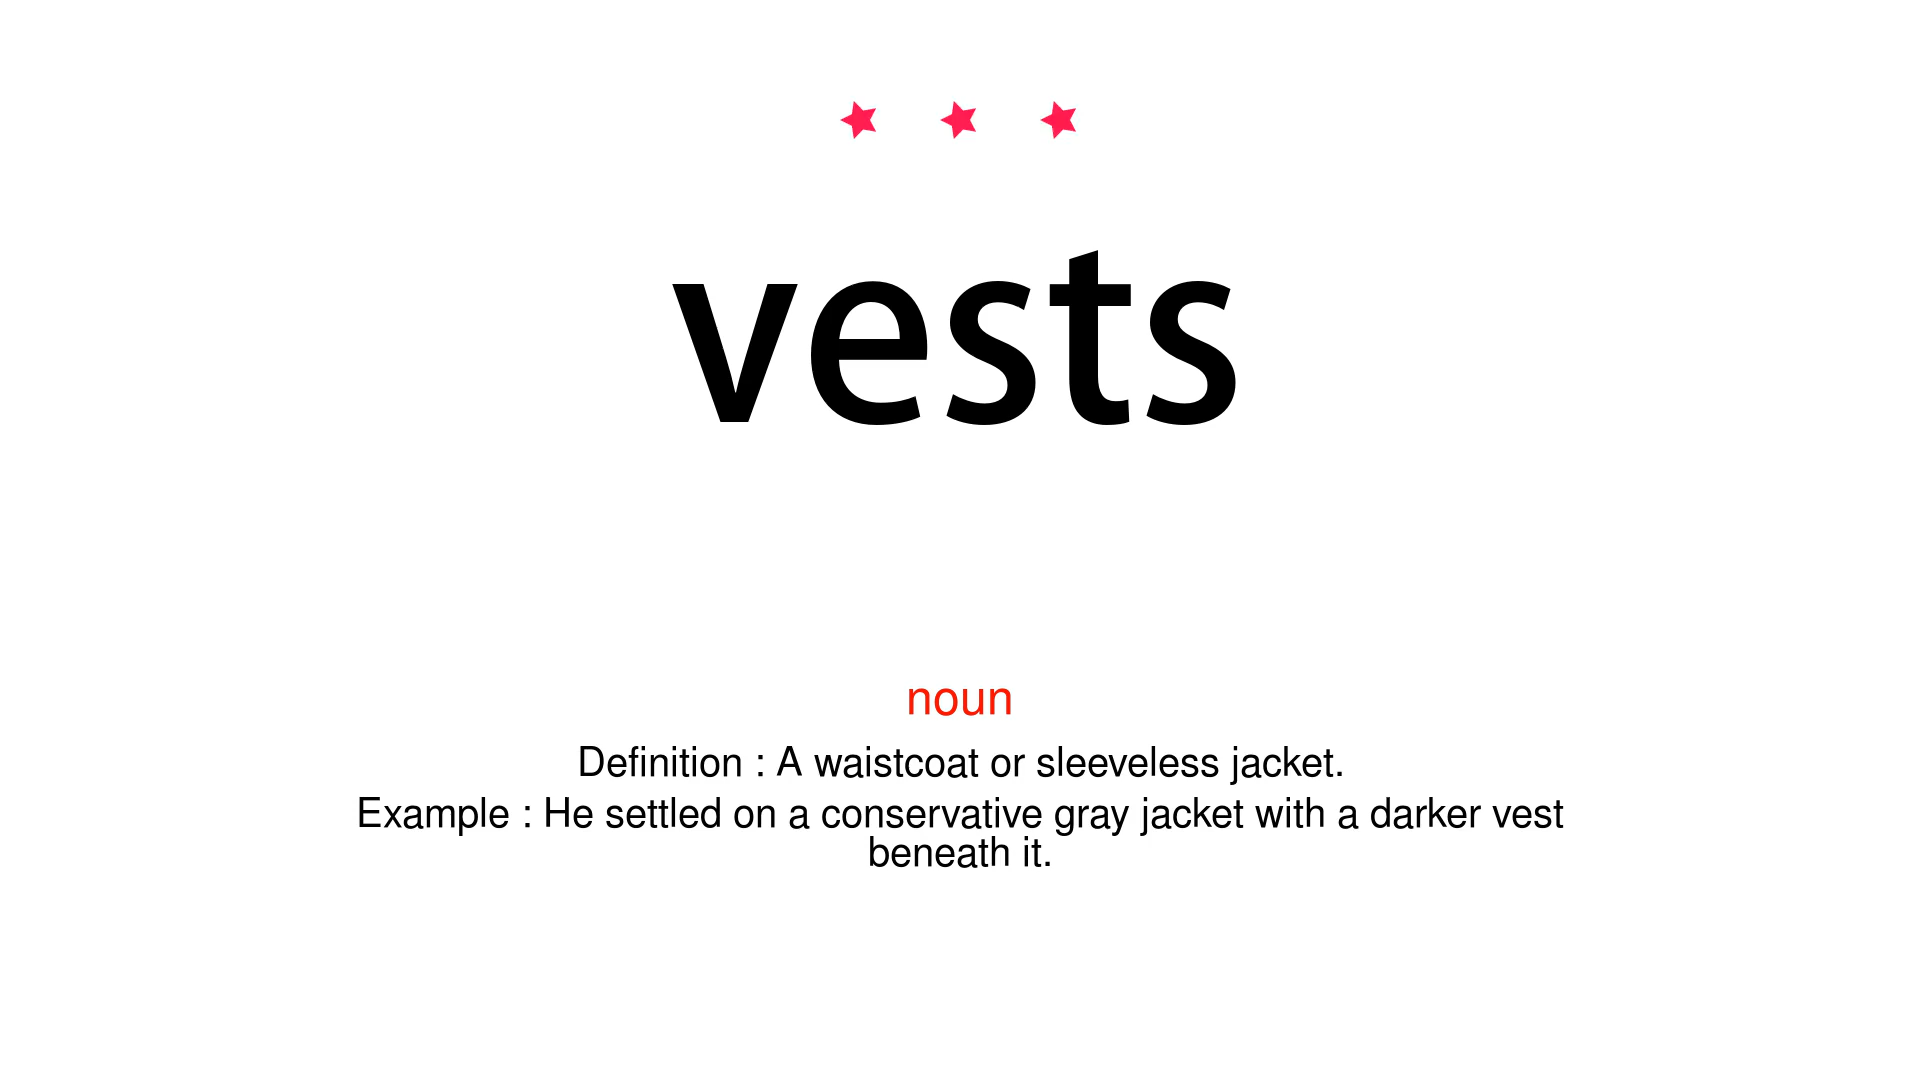 vests
noun
Definition : A waistcoat or sleeveless jacket.
Example : He settled on a conservative gray jacket with a darker vest
beneath it.